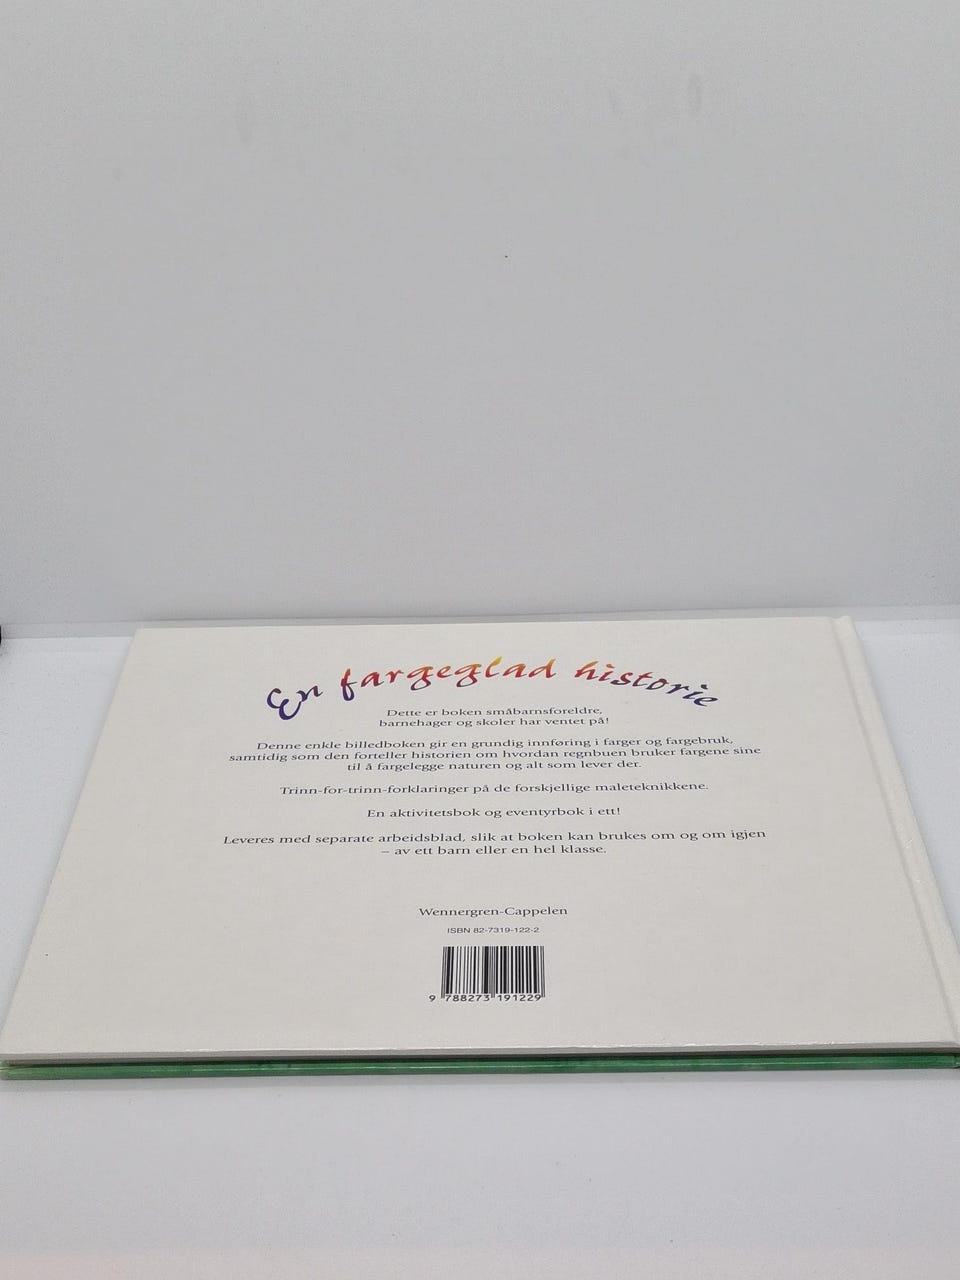 En fargeglad historie
Dette er boken småbarnsforeldre,
barnehager og skoler har ventet på!
Denne enkle billedboken gir en grundig innføring i farger og fargebruk,
samtidig som den forteller historien om hvordan regnbuen bruker fargene sine
til å fargelegge naturen og alt som lever der.
Trinn-for-trinn-forklaringer på de forskjellige maleteknikkene.
En aktivitetsbok og eventyrbok i ett!
Leveres med separate arbeidsblad, slik at boken kan brukes om og om igjen
– av ett barn eller en hel klasse.
Wennergren-Cappelen
ISBN 82-7319-122-2
9 788273 191229